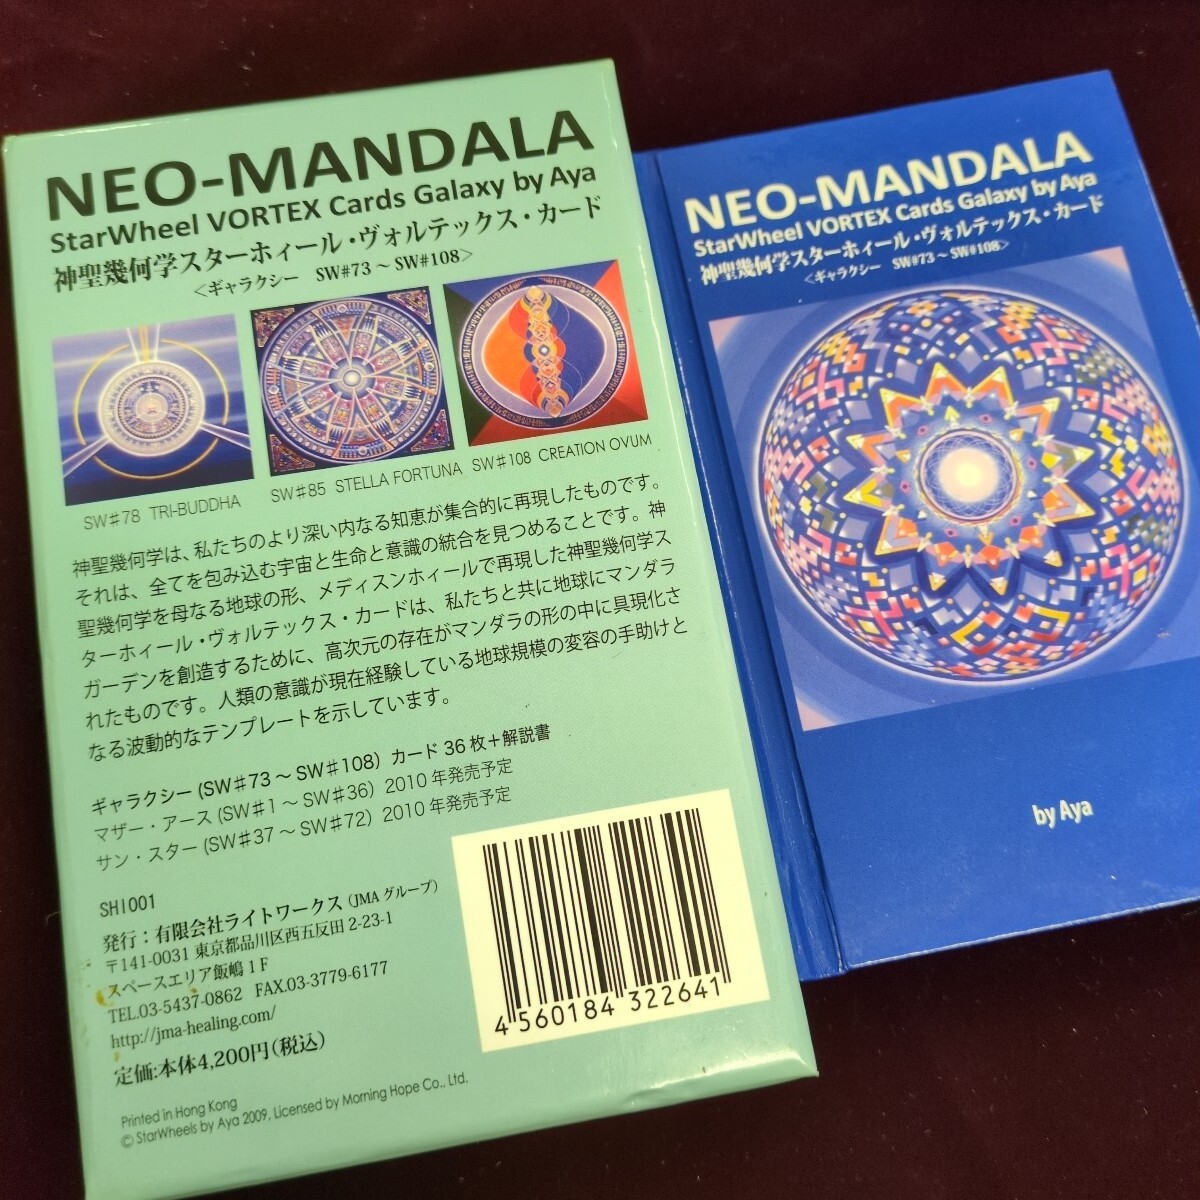 NEO-MANDALA
StarWheel VORTEX Cards Galaxy by Aya
神聖幾何学スターホィール・ヴォルテックス・カード
<ギャラクシー SW#73～SW#108>
SW#78 TRI-BUDDHA
SW#85 STELLA FORTUNA
SW#108 CREATION OVUM
神聖幾何学は、私たちのより深い内なる知恵が集合的に再現したものです。
それは、全てを包み込む宇宙と生命と意識の統合を見つめることです。神
聖幾何学を母なる地球の形、メディスンホィールで再現した神聖幾何学ス
ターホィール・ヴォルテックス・カードは、私たちと共に地球にマンダラ
ガーデンを創造するために、高次元の存在がマンダラの形の中に具現化さ
れたものです。人類の意識が現在経験している地球規模の変容の手助けと
なる波動的なテンプレートを示しています。
ギャラクシー(SW#73～SW#108) カード36枚+解説書
マザー・アース(SW#1～SW#36) 2010年発売予定
サン・スター(SW#37～SW#72) 2010年発売予定
SHI001
発行：有限会社ライトワークス(JMAグループ)
〒141-0031 東京都品川区西五反田2-23-1
スペースエリア飯嶋1F
TEL.03-5437-0862 FAX.03-3779-6177
http://jma-healing.com/
定価:本体4,200円(税込)
Printed in Hong Kong
© StarWheels by Aya 2009, Licensed by Morning Hope Co., Ltd.
4 560184 322641
NEO-MANDALA
StarWheel VORTEX Cards Galaxy by Aya
神聖幾何学スターホィール・ヴォルテックス・カード
<ギャラクシー SW#73～SW#108>
by Aya